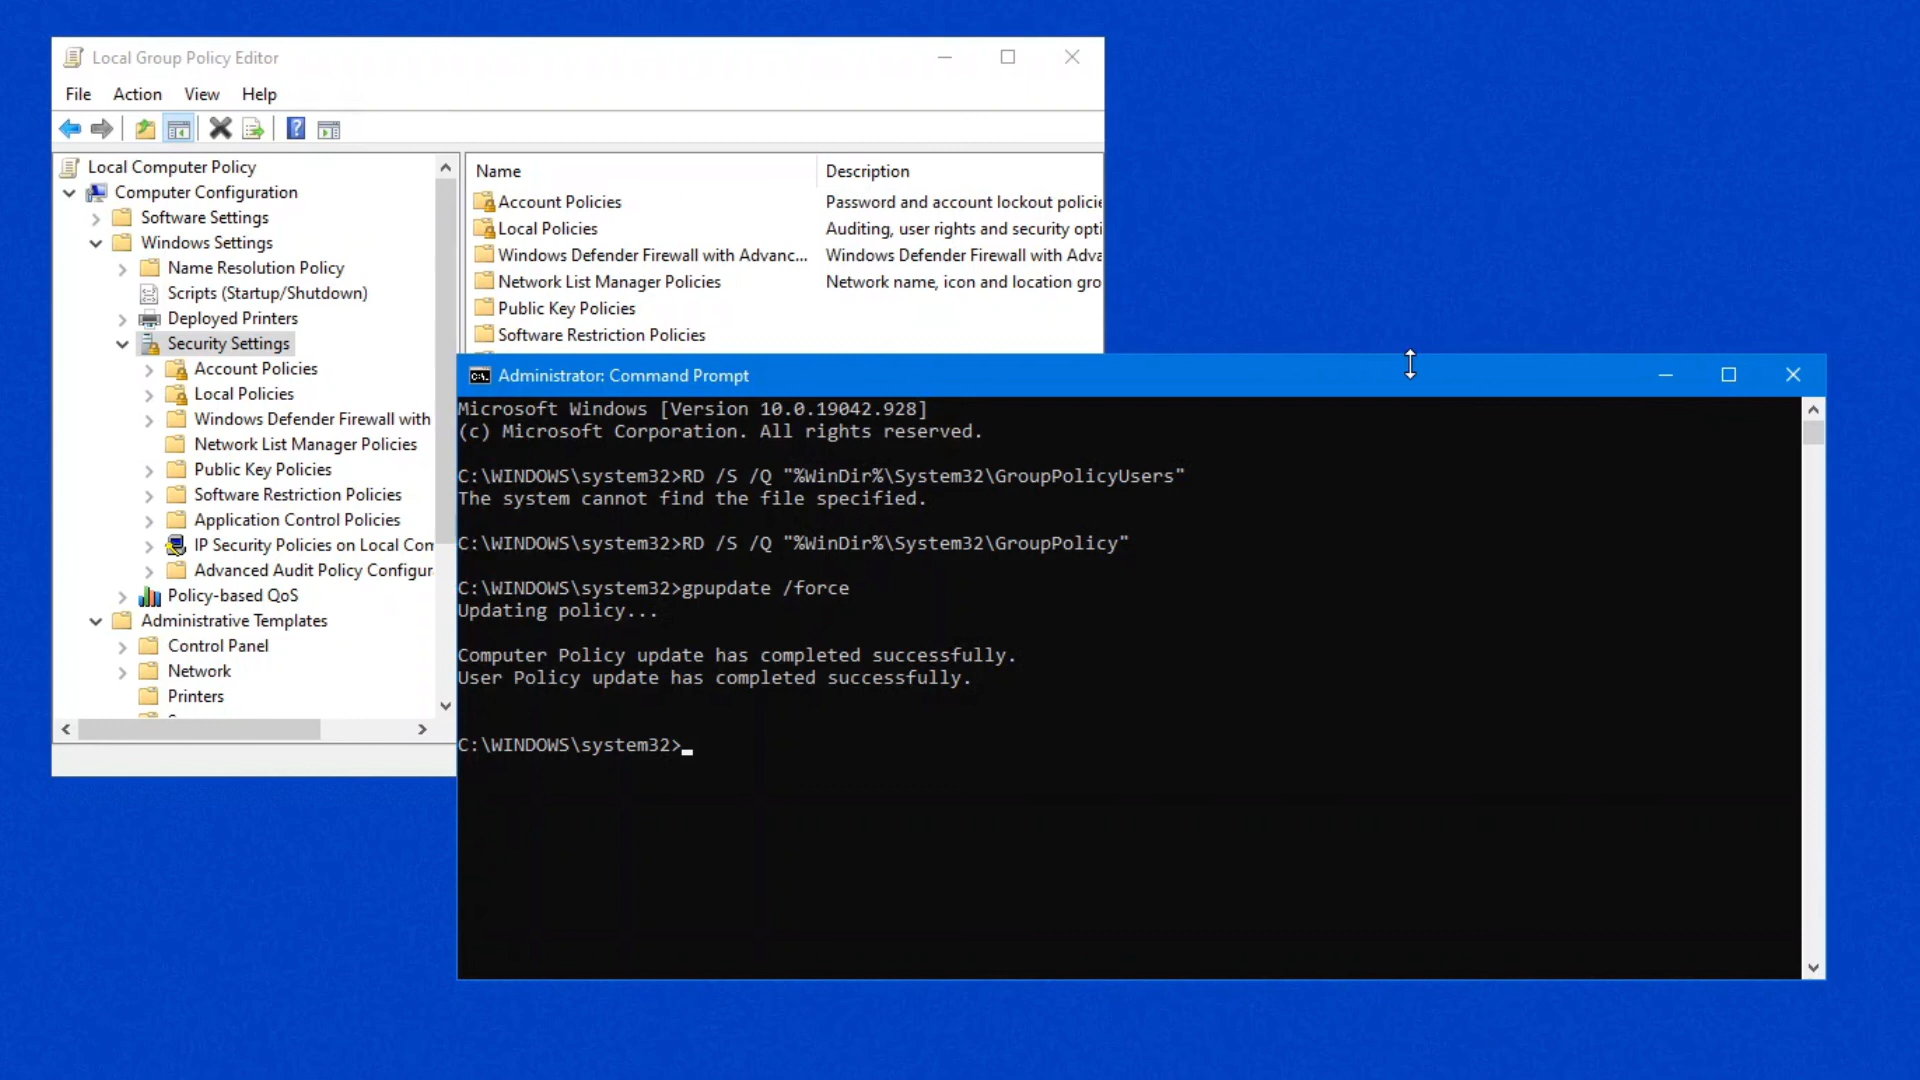 Local Group Policy Editor
File Action View Help
Local Computer Policy
Computer Configuration
Software Settings
Windows Settings
Name Resolution Policy
Scripts (Startup/Shutdown)
Deployed Printers
Security Settings
Account Policies
Local Policies
Windows Defender Firewall with
Network List Manager Policies
Public Key Policies
Software Restriction Policies
Application Control Policies
IP Security Policies on Local Com
Advanced Audit Policy Configur
Policy-based QoS
Administrative Templates
Control Panel
Network
Printers
Name Description
Account Policies Password and account lockout policie
Local Policies Auditing, user rights and security opti
Windows Defender Firewall with Advanc... Windows Defender Firewall with Adva
Network List Manager Policies Network name, icon and location gro
Public Key Policies
Software Restriction Policies
Administrator: Command Prompt
Microsoft Windows [Version 10.0.19042.928]
(c) Microsoft Corporation. All rights reserved.
C:\WINDOWS\system32>RD /S /Q "%WinDir%\System32\GroupPolicyUsers"
The system cannot find the file specified.
C:\WINDOWS\system32>RD /S /Q "%WinDir%\System32\GroupPolicy"
C:\WINDOWS\system32>gpupdate /force
Updating policy...
Computer Policy update has completed successfully.
User Policy update has completed successfully.
C:\WINDOWS\system32>